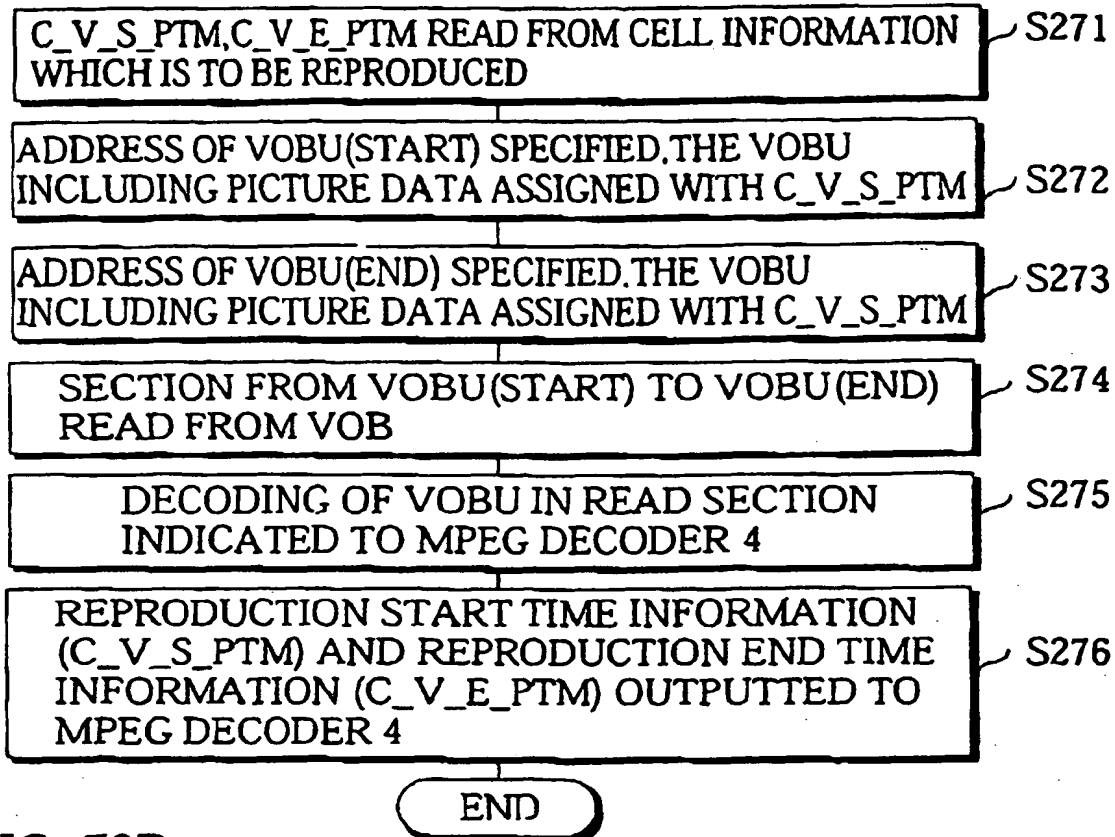 C_V_S_PTM,C_V_E_PTM READ FROM CELL INFORMATION
WHICH IS TO BE REPRODUCED
S271
ADDRESS OF VOBU(START) SPECIFIED.THE VOBU
INCLUDING PICTURE DATA ASSIGNED WITH C_V_S_PTM
S272
ADDRESS OF VOBU(END) SPECIFIED.THE VOBU
INCLUDING PICTURE DATA ASSIGNED WITH C_V_S_PTM
S273
SECTION FROM VOBU(START) TO VOBU(END)
READ FROM VOB
S274
DECODING OF VOBU IN READ SECTION
INDICATED TO MPEG DECODER 4
S275
REPRODUCTION START TIME INFORMATION
(C_V_S_PTM) AND REPRODUCTION END TIME
INFORMATION (C_V_E_PTM) OUTPUTTED TO
MPEG DECODER 4
S276
END